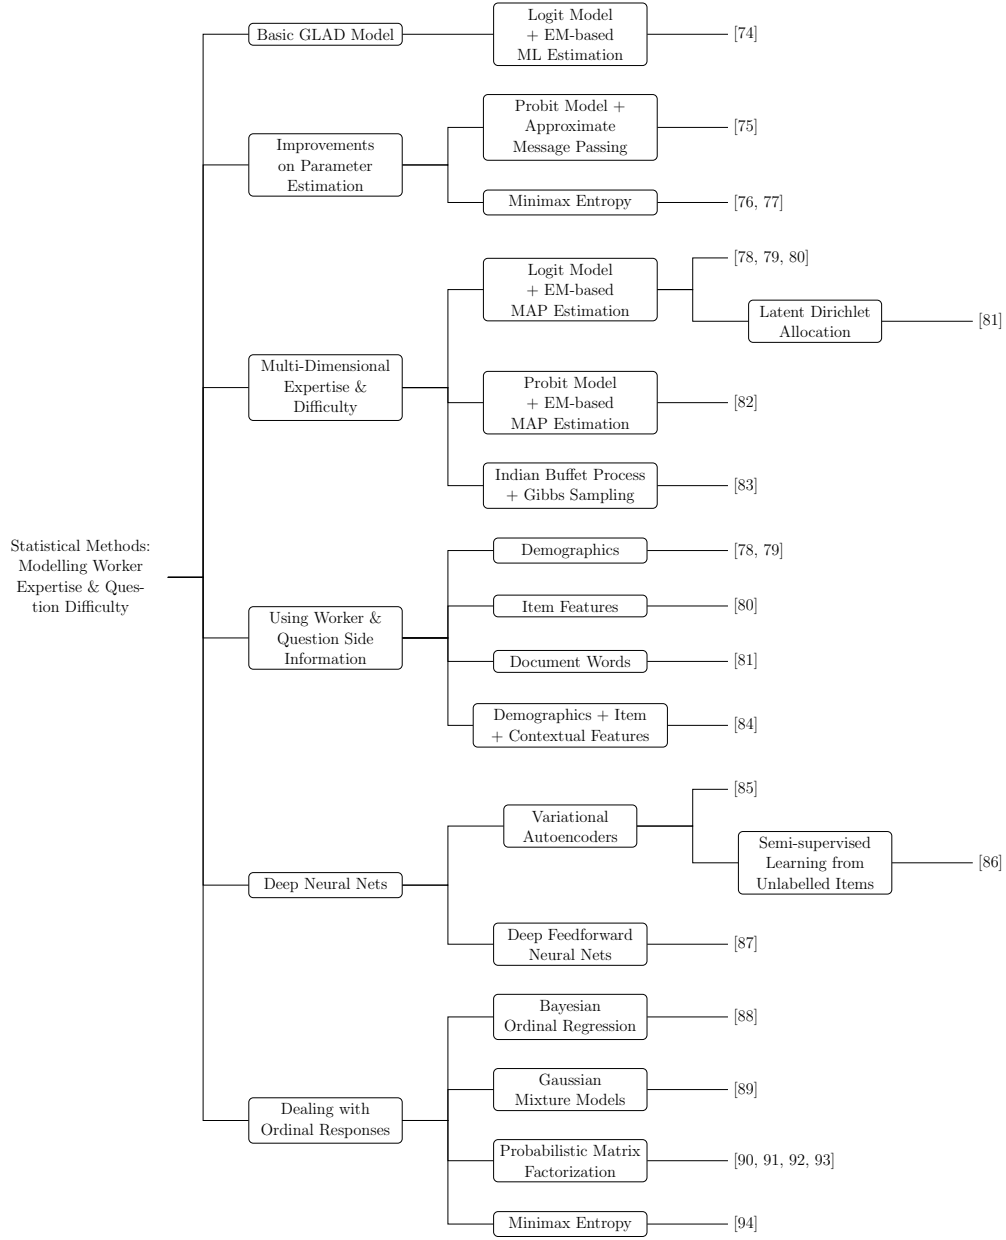 Basic GLAD Model
Logit Model
+ EM-based
ML Estimation
[74]
Improvements
on Parameter
Estimation
Probit Model +
Approximate
Message Passing
[75]
Minimax Entropy
[76, 77]
Multi-Dimensional
Expertise &
Difficulty
Logit Model
+ EM-based
MAP Estimation
[78, 79, 80]
Latent Dirichlet
Allocation
[81]
Probit Model
+ EM-based
MAP Estimation
[82]
Indian Buffet Process
+ Gibbs Sampling
[83]
Statistical Methods:
Modelling Worker
Expertise & Ques-
tion Difficulty
Using Worker &
Question Side
Information
Demographics
[78, 79]
Item Features
[80]
Document Words
[81]
Demographics + Item
+ Contextual Features
[84]
Deep Neural Nets
Variational
Autoencoders
[85]
Semi-supervised
Learning from
Unlabelled Items
[86]
Deep Feedforward
Neural Nets
[87]
Dealing with
Ordinal Responses
Bayesian
Ordinal Regression
[88]
Gaussian
Mixture Models
[89]
Probabilistic Matrix
Factorization
[90, 91, 92, 93]
Minimax Entropy
[94]